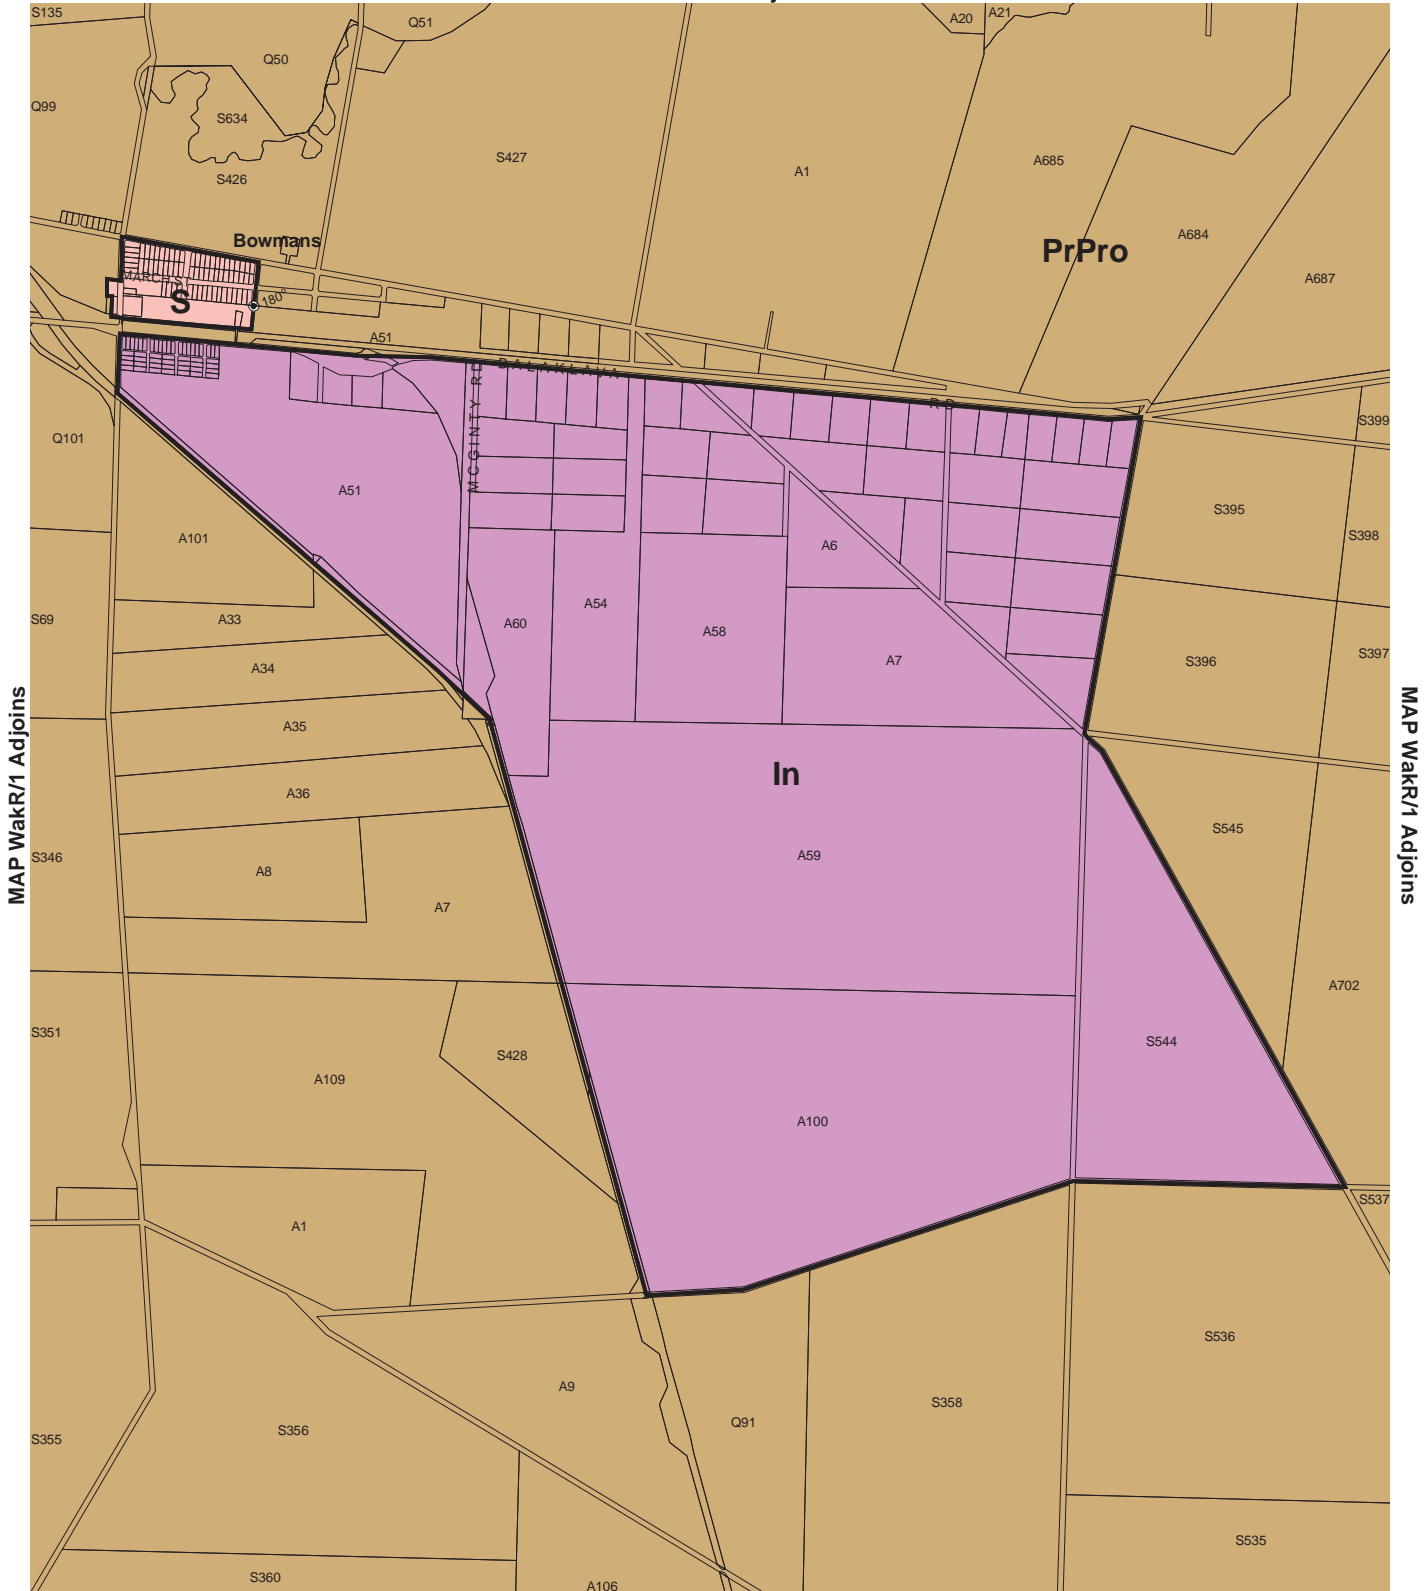 S135
Q51
A20
A21
Q50
Q99
S634
S427
A685
A1
S426
A684
Bowmans
PrPro
A687
MARCH ST
S
180°
A51
BALAKLAVA RD
MCGINTY RD
S399
Q101
A51
S395
A101
A6
S398
A54
S69
A33
A60
A58
S397
A34
A7
S396
A35
MAP WakR/1 Adjoins
MAP WakR/1 Adjoins
In
A36
S545
S346
A59
A8
A7
A702
S351
S544
S428
A109
A100
S537
A1
S536
A9
S358
Q91
S356
S355
S535
S360
A106